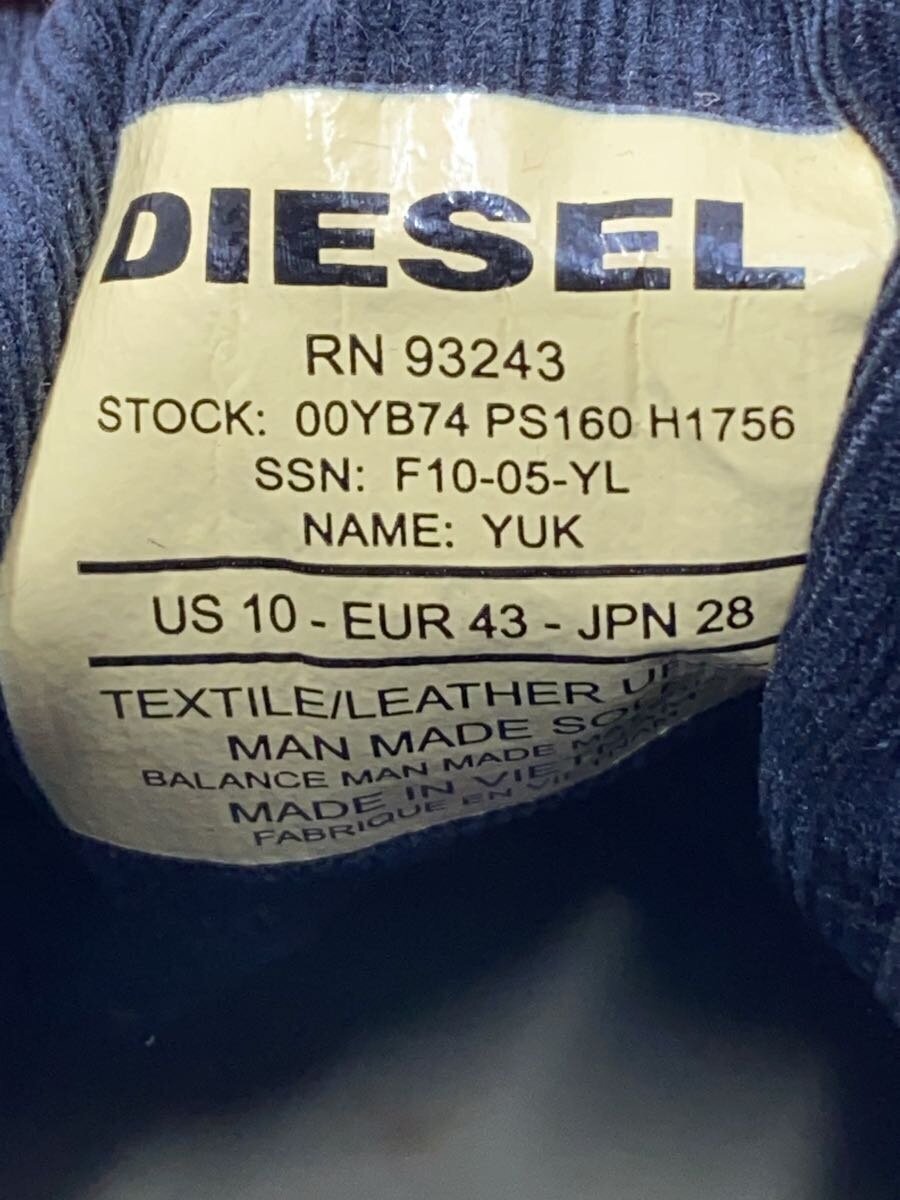 DIESEL
RN 93243
STOCK: 00YB74 PS160 H1756
SSN: F10-05-YL
NAME: YUK
US 10 - EUR 43 - JPN 28
TEXTILE/LEATHER
MAN MADE
BALANCE MAN MADE
MADE IN VIETNAM
FABRIQUE EN